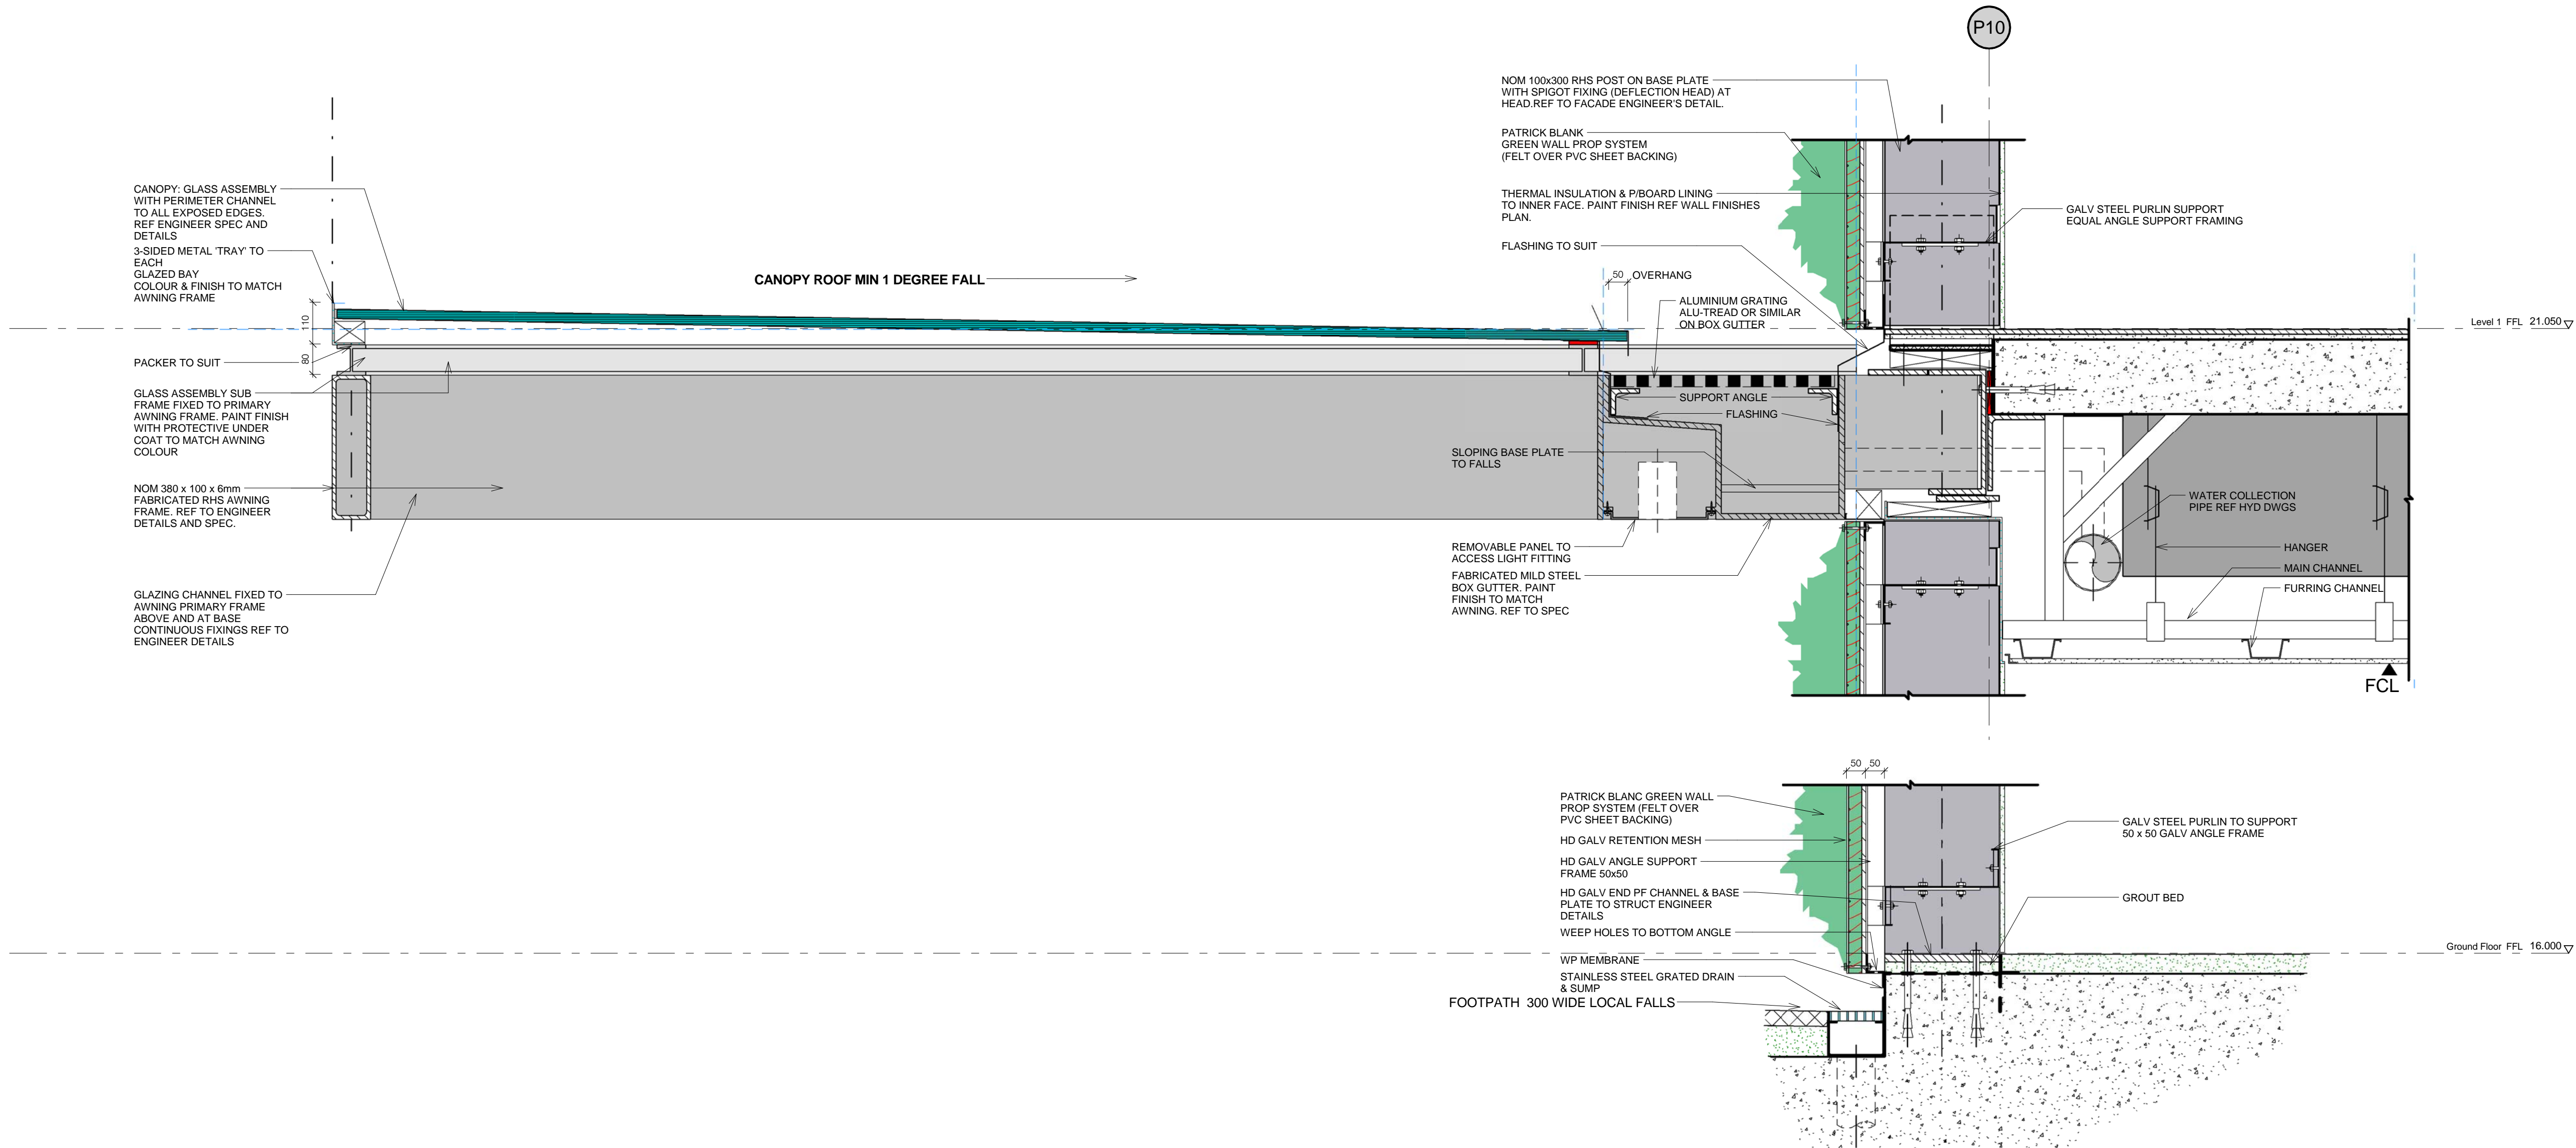 P10
NOM 100x300 RHS POST ON BASE PLATE
WITH SPIGOT FIXING (DEFLECTION HEAD) AT
HEAD.REF TO FACADE ENGINEER'S DETAIL.
PATRICK BLANK
GREEN WALL PROP SYSTEM
(FELT OVER PVC SHEET BACKING)
THERMAL INSULATION & P/BOARD LINING
TO INNER FACE. PAINT FINISH REF WALL FINISHES
PLAN.
FLASHING TO SUIT
GALV STEEL PURLIN SUPPORT
EQUAL ANGLE SUPPORT FRAMING
CANOPY: GLASS ASSEMBLY
WITH PERIMETER CHANNEL
TO ALL EXPOSED EDGES.
REF ENGINEER SPEC AND
DETAILS
3-SIDED METAL 'TRAY' TO
EACH
GLAZED BAY
COLOUR & FINISH TO MATCH
AWNING FRAME
110
80
CANOPY ROOF MIN 1 DEGREE FALL
50 OVERHANG
ALUMINIUM GRATING
ALU-TREAD OR SIMILAR
ON BOX GUTTER
Level 1 FFL 21.050
PACKER TO SUIT
GLASS ASSEMBLY SUB
FRAME FIXED TO PRIMARY
AWNING FRAME. PAINT FINISH
WITH PROTECTIVE UNDER
COAT TO MATCH AWNING
COLOUR
SUPPORT ANGLE
FLASHING
SLOPING BASE PLATE
TO FALLS
NOM 380 x 100 x 6mm
FABRICATED RHS AWNING
FRAME. REF TO ENGINEER
DETAILS AND SPEC.
WATER COLLECTION
PIPE REF HYD DWGS
REMOVABLE PANEL TO
ACCESS LIGHT FITTING
FABRICATED MILD STEEL
BOX GUTTER. PAINT
FINISH TO MATCH
AWNING. REF TO SPEC
HANGER
MAIN CHANNEL
FURRING CHANNEL
GLAZING CHANNEL FIXED TO
AWNING PRIMARY FRAME
ABOVE AND AT BASE
CONTINUOUS FIXINGS REF TO
ENGINEER DETAILS
FCL
50 50
PATRICK BLANC GREEN WALL
PROP SYSTEM (FELT OVER
PVC SHEET BACKING)
HD GALV RETENTION MESH
HD GALV ANGLE SUPPORT
FRAME 50x50
HD GALV END PF CHANNEL & BASE
PLATE TO STRUCT ENGINEER
DETAILS
WEEP HOLES TO BOTTOM ANGLE
WP MEMBRANE
STAINLESS STEEL GRATED DRAIN
& SUMP
FOOTPATH 300 WIDE LOCAL FALLS
GALV STEEL PURLIN TO SUPPORT
50 x 50 GALV ANGLE FRAME
GROUT BED
Ground Floor FFL 16.000